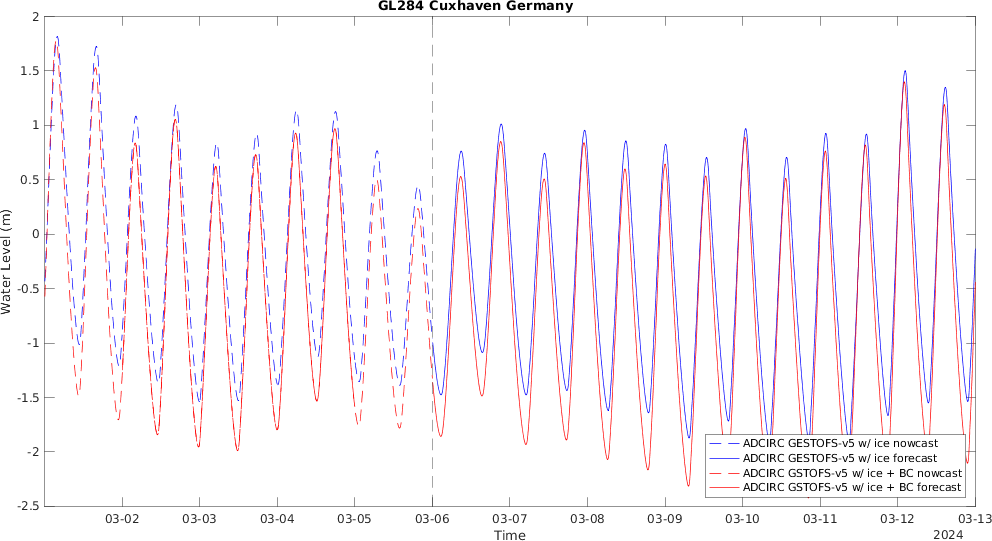 GL284 Cuxhaven Germany
2
1.5
1
0.5
0
-0.5
-1
-1.5
-2
-2.5
Water Level (m)
ADCIRC GESTOFS-v5 w/ ice nowcast
ADCIRC GESTOFS-v5 w/ ice forecast
ADCIRC GSTOFS-v5 w/ ice + BC nowcast
ADCIRC GSTOFS-v5 w/ ice + BC forecast
03-02 03-03 03-04 03-05 03-06 03-07 03-08 03-09 03-10 03-11 03-12 03-13
Time
2024